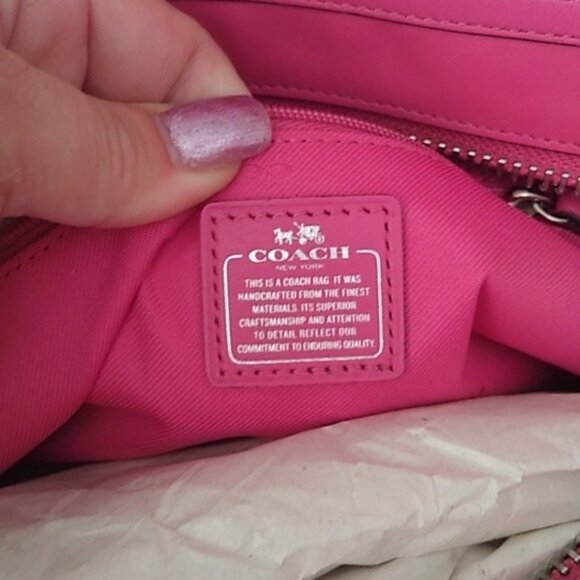 COACH
NEW YORK
THIS IS A COACH BAG. IT WAS
HANDCRAFTED FROM THE FINEST
MATERIALS. ITS SUPERIOR
CRAFTSMANSHIP AND ATTENTION
TO DETAIL REFLECT OUR
COMMITMENT TO ENDURING QUALITY.